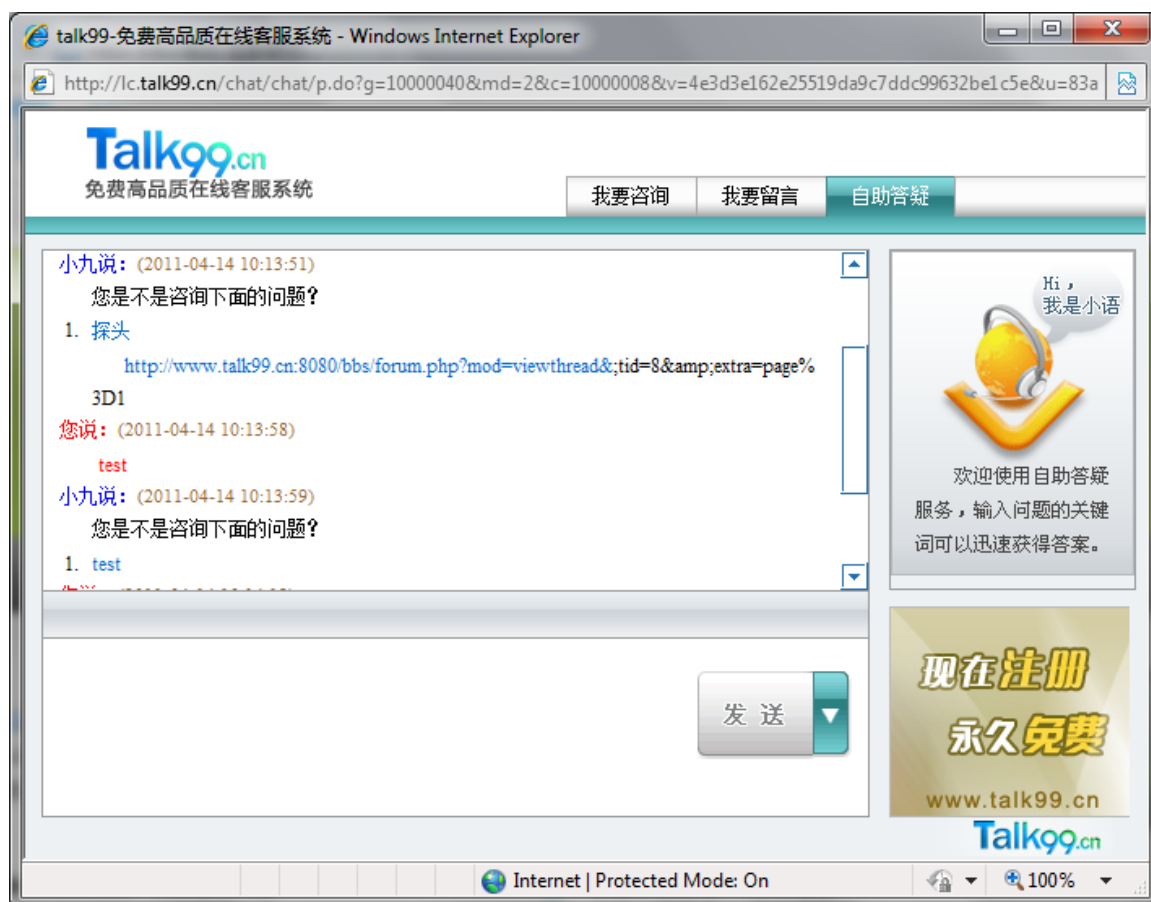 talk99-免费高品质在线客服系统 - Windows Internet Explorer
http://lc.talk99.cn/chat/chat/p.do?g=10000040&md=2&c=10000008&v=4e3d3e162e25519da9c7ddc99632be1c5e&u=83a
Talk99.cn
免费高品质在线客服系统
我要咨询 我要留言 自助答疑
小九说：(2011-04-14 10:13:51)
您是不是咨询下面的问题？
1. 探头
http://www.talk99.cn:8080/bbs/forum.php?mod=viewthread&;tid=8&amp;extra=page%
3D1
您说：(2011-04-14 10:13:58)
test
小九说：(2011-04-14 10:13:59)
您是不是咨询下面的问题？
1. test
发 送
Hi，
我是小语
欢迎使用自助答疑
服务，输入问题的关键
词可以迅速获得答案。
现在注册
永久免费
www.talk99.cn
Talk99.cn
Internet | Protected Mode: On
100%